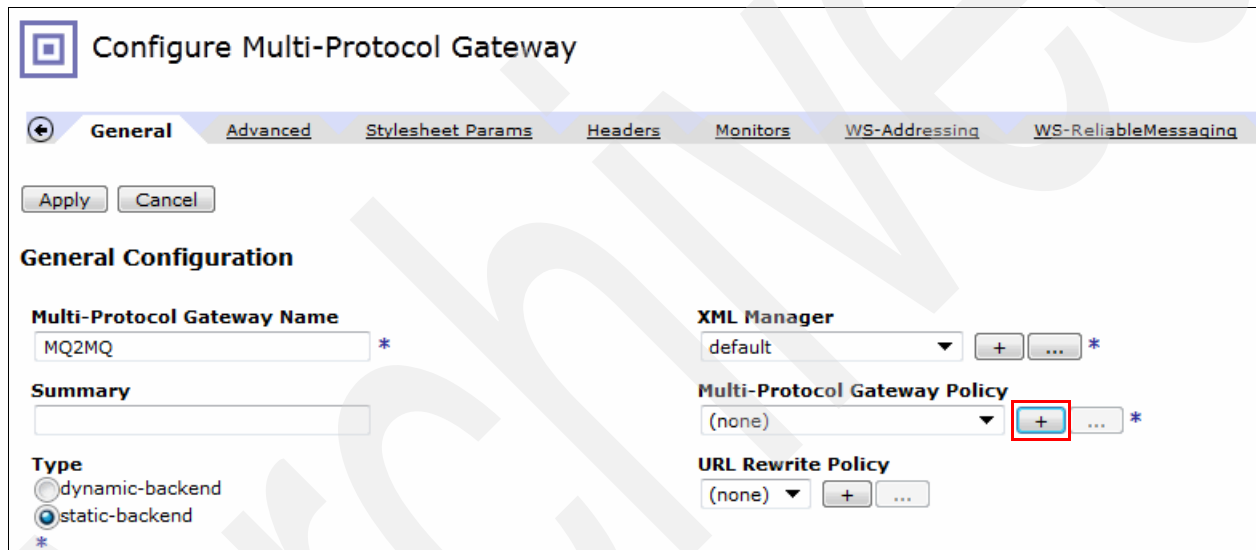 Configure Multi-Protocol Gateway
General Advanced Stylesheet Params Headers Monitors WS-Addressing WS-ReliableMessaging
Apply Cancel
General Configuration
Multi-Protocol Gateway Name
MQ2MQ *
Summary
Type
dynamic-backend
static-backend
*
XML Manager
default + ... *
Multi-Protocol Gateway Policy
(none) + ... *
URL Rewrite Policy
(none) + ...